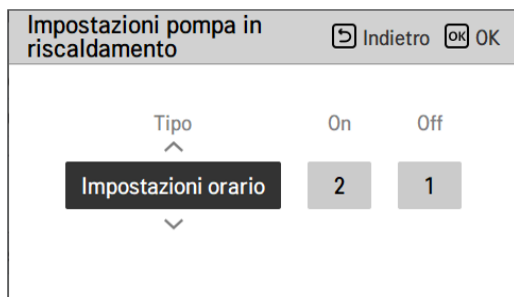 Impostazioni pompa in
riscaldamento
Indietro OK OK
Tipo On Off
Impostazioni orario 2 1